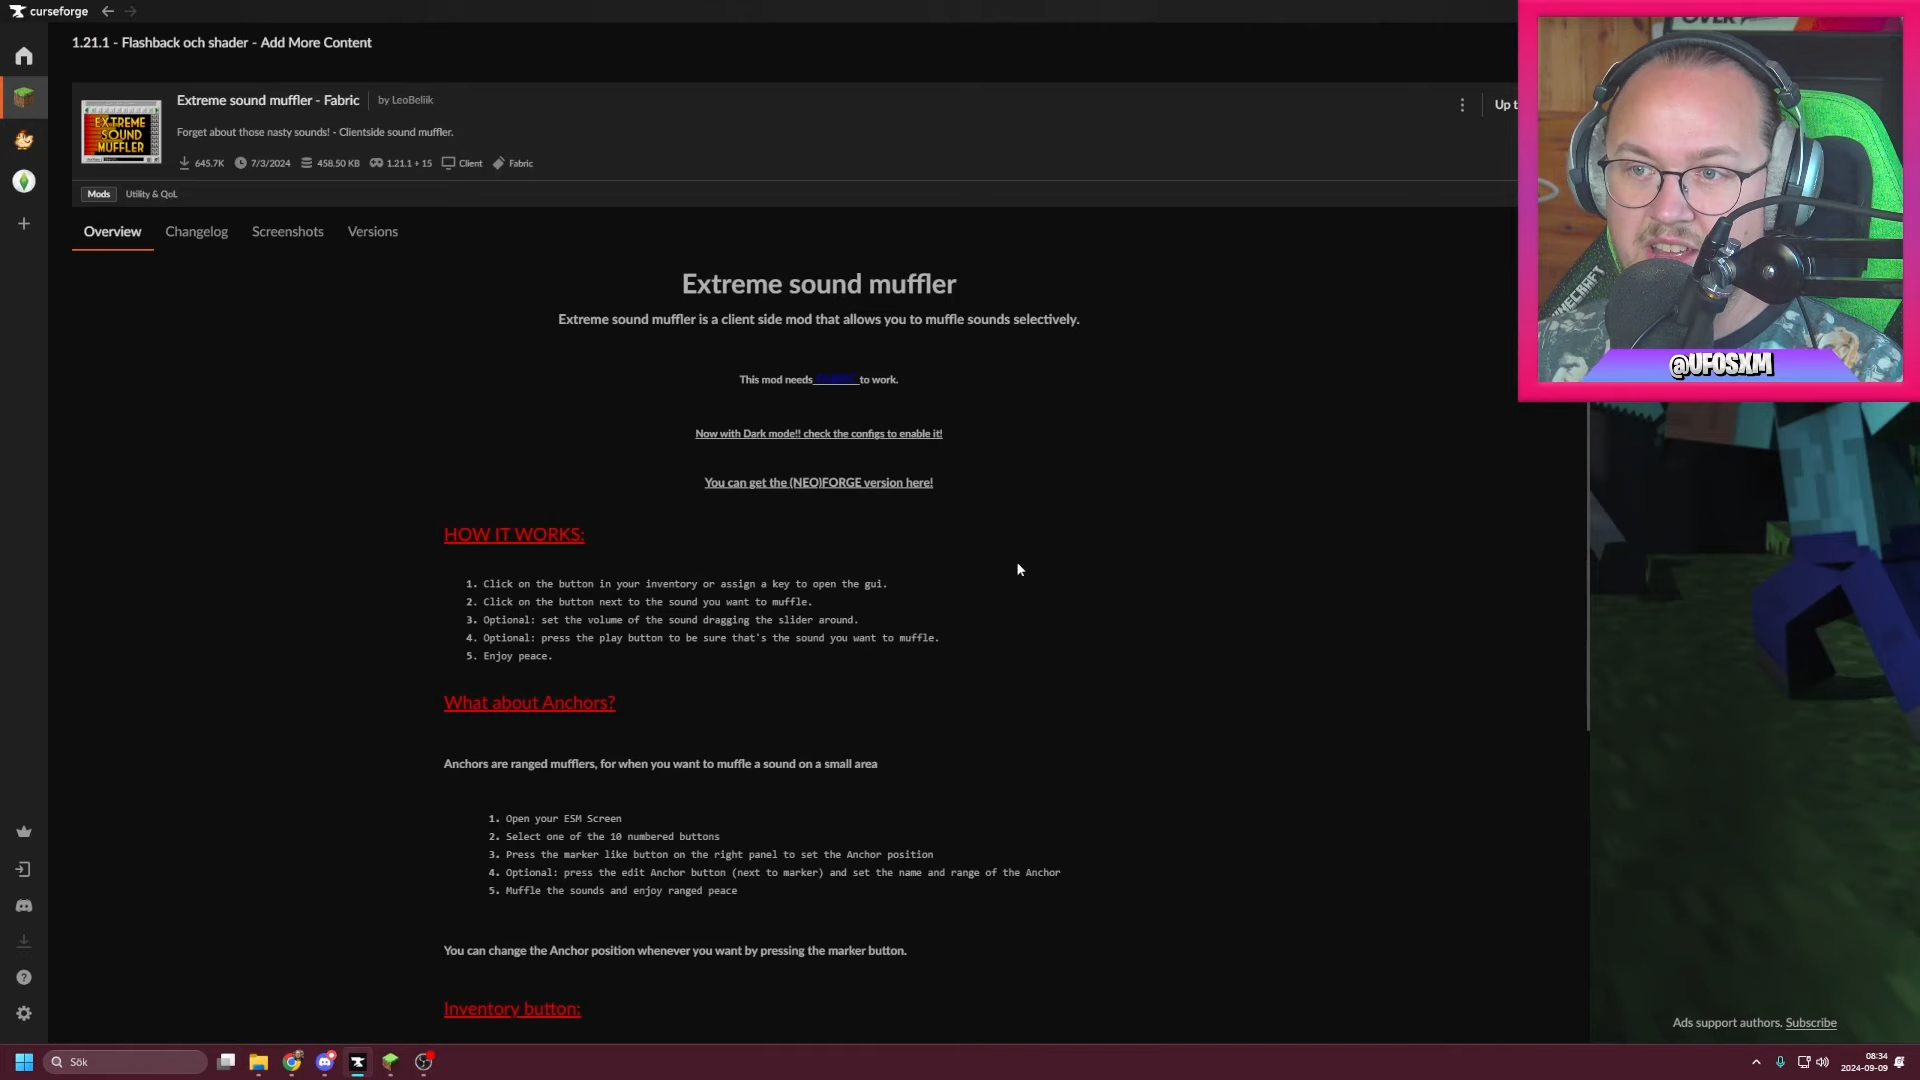 curseforge
1.21.1 - Flashback och shader - Add More Content
EXTREME
SOUND
MUFFLER
Extreme sound muffler - Fabric
by LeoBeliik
Forget about those nasty sounds! - Clientside sound muffler.
645.7K
7/3/2024
458.50 KB
1.21.1 + 15
Client
Fabric
Up t
Mods
Utility & QoL
Overview
Changelog
Screenshots
Versions
Extreme sound muffler
Extreme sound muffler is a client side mod that allows you to muffle sounds selectively.
This mod needs to work.
Now with Dark mode!! check the configs to enable it!
You can get the (NEO)FORGE version here!
HOW IT WORKS:
1. Click on the button in your inventory or assign a key to open the gui.
2. Click on the button next to the sound you want to muffle.
3. Optional: set the volume of the sound dragging the slider around.
4. Optional: press the play button to be sure that's the sound you want to muffle.
5. Enjoy peace.
What about Anchors?
Anchors are ranged mufflers, for when you want to muffle a sound on a small area
1. Open your ESM Screen
2. Select one of the 10 numbered buttons
3. Press the marker like button on the right panel to set the Anchor position
4. Optional: press the edit Anchor button (next to marker) and set the name and range of the Anchor
5. Muffle the sounds and enjoy ranged peace
You can change the Anchor position whenever you want by pressing the marker button.
Inventory button:
OVER
MINECRAFT
@UFOSXM
Ads support authors. Subscribe
Sök
08:34
2024-09-09